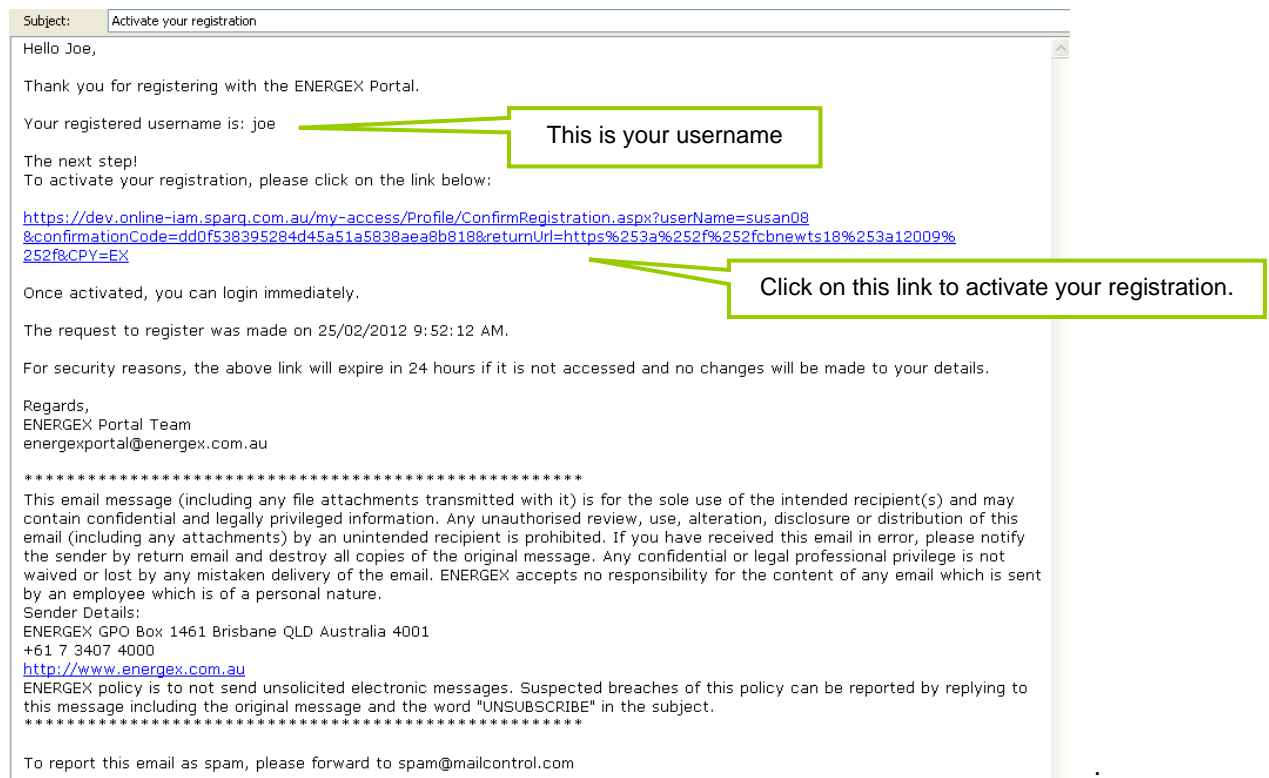 Subject: Activate your registration
Hello Joe,
Thank you for registering with the ENERGEX Portal.
Your registered username is: joe
This is your username
The next step!
To activate your registration, please click on the link below:
https://dev.online-iam.sparq.com.au/my-access/Profile/ConfirmRegistration.aspx?userName=susan08
&confirmationCode=dd0f538395284d45a51a5838aea8b818&returnUrl=https%253a%252f%252fcbnewts18%253a12009%
252f&CPY=EX
Click on this link to activate your registration.
Once activated, you can login immediately.
The request to register was made on 25/02/2012 9:52:12 AM.
For security reasons, the above link will expire in 24 hours if it is not accessed and no changes will be made to your details.
Regards,
ENERGEX Portal Team
energexportal@energex.com.au
*****************************************************
This email message (including any file attachments transmitted with it) is for the sole use of the intended recipient(s) and may
contain confidential and legally privileged information. Any unauthorised review, use, alteration, disclosure or distribution of this
email (including any attachments) by an unintended recipient is prohibited. If you have received this email in error, please notify
the sender by return email and destroy all copies of the original message. Any confidential or legal professional privilege is not
waived or lost by any mistaken delivery of the email. ENERGEX accepts no responsibility for the content of any email which is sent
by an employee which is of a personal nature.
Sender Details:
ENERGEX GPO Box 1461 Brisbane QLD Australia 4001
+61 7 3407 4000
http://www.energex.com.au
ENERGEX policy is to not send unsolicited electronic messages. Suspected breaches of this policy can be reported by replying to
this message including the original message and the word "UNSUBSCRIBE" in the subject.
*****************************************************
To report this email as spam, please forward to spam@mailcontrol.com
.